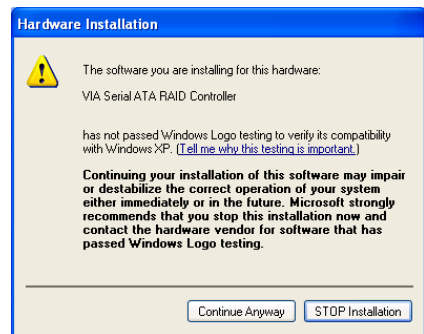 Hardware Installation
The software you are installing for this hardware:
VIA Serial ATA RAID Controller
has not passed Windows Logo testing to verify its compatibility
with Windows XP. (Tell me why this testing is important.)
Continuing your installation of this software may impair
or destabilize the correct operation of your system
either immediately or in the future. Microsoft strongly
recommends that you stop this installation now and
contact the hardware vendor for software that has
passed Windows Logo testing.
Continue Anyway
STOP Installation